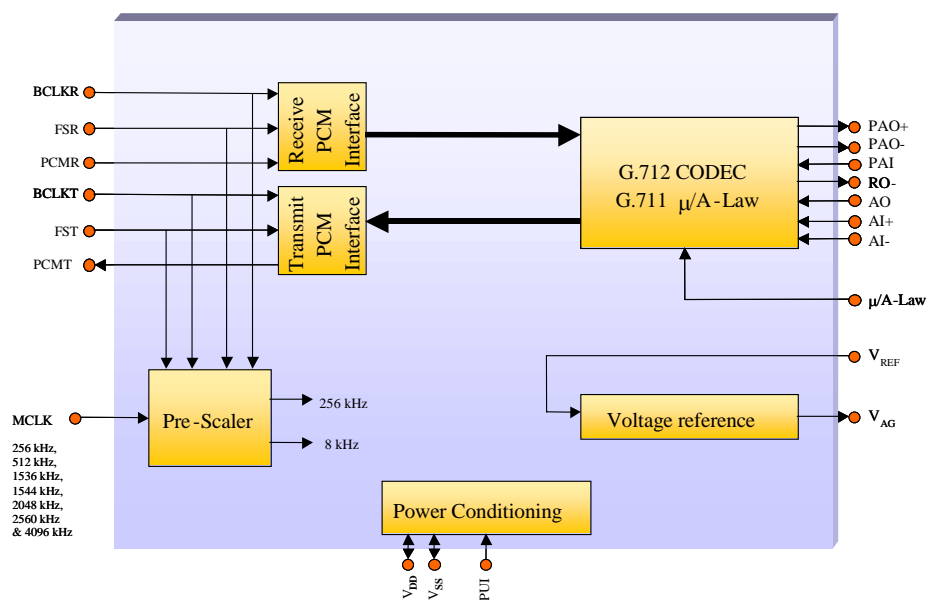 BCLKR
FSR
PCMR
BCLKT
FST
PCMT
Receive
PCM
Interface
Transmit
PCM
Interface
G.712 CODEC
G.711 μ/A-Law
PAO+
PAO-
PAI
RO-
AO
AI+
AI-
μ/A-Law
VREF
VAG
Voltage reference
MCLK
256 kHz,
512 kHz,
1536 kHz,
1544 kHz,
2048 kHz,
2560 kHz
& 4096 kHz
Pre-Scaler
256 kHz
8 kHz
Power Conditioning
VDD
VSS
PUI